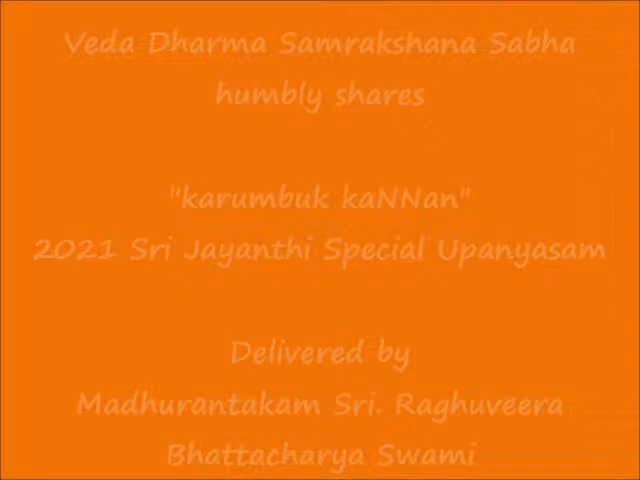 Veda Dharma Samrakshana Sabha
humbly shares
"karumbuk kaNNan"
2021 Sri Jayanthi Special Upanyasam
Delivered by
Madhurantakam Sri. Raghuveera
Bhattacharya Swami